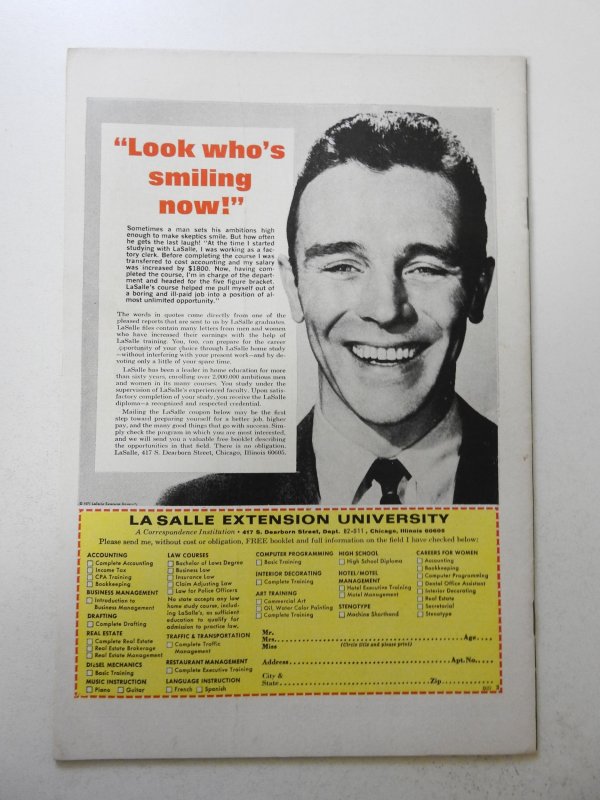 “Look who’s
smiling
now!”
Sometimes a man sets his ambitions high
enough to make skeptics smile. But how often
he gets the last laugh! “At the time I started
studying with LaSalle, I was working as a fac-
tory clerk. Before completing the course I was
transferred to cost accounting and my salary
was increased by $1800. Now, having com-
pleted the course, I’m in charge of the depart-
ment and headed for the five figure bracket.
LaSalle’s course helped me pull myself out of
a boring and ill-paid job into a position of al-
most unlimited opportunity.”
The words in quotes come directly from one of the
pleased reports that are sent to us by LaSalle graduates.
LaSalle files contain many letters from men and women
who have increased their earnings with the help of
LaSalle training. You, too, can prepare for the career
opportunity of your choice through LaSalle home study
—without interfering with your present work—and by de-
voting only a little of your spare time.
LaSalle has been a leader in home education for more
than sixty years, enrolling over 2,000,000 ambitious men
and women in its many courses. You study under the
supervision of LaSalle’s experienced faculty. Upon satis-
factory completion of your study, you receive the LaSalle
diploma—a recognized and respected credential.
Mailing the LaSalle coupon below may be the first
step toward preparing yourself for a better job, higher
pay, and the many good things that go with success. Sim-
ply check the program in which you are most interested,
and we will send you a valuable free booklet describing
the opportunities in that field. There is no obligation.
LaSalle, 417 S. Dearborn Street, Chicago, Illinois 60605.
LaSalle Extension University
LA SALLE EXTENSION UNIVERSITY
A Correspondence Institution • 417 S. Dearborn Street, Dept. 82-011, Chicago, Illinois 60605
Please send me, without cost or obligation, FREE booklet and full information on the field I have checked below:
ACCOUNTING
Complete Accounting
Income Tax
CPA Training
Bookkeeping
BUSINESS MANAGEMENT
Introduction to
Business Management
DRAFTING
Complete Drafting
REAL ESTATE
Complete Real Estate
Real Estate Brokerage
Real Estate Management
DIESEL MECHANICS
Basic Training
MUSIC INSTRUCTION
Piano Guitar
LAW COURSES
Bachelor of Laws Degree
Business Law
Insurance Law
Claim Adjusting Law
Law for Police Officers
No state accepts any law
home study course, includ-
ing LaSalle’s, as sufficient
education to qualify for
admission to practice law.
TRAFFIC & TRANSPORTATION
Complete Traffic
Management
RESTAURANT MANAGEMENT
Complete Executive Training
LANGUAGE INSTRUCTION
French Spanish
COMPUTER PROGRAMMING
Basic Training
INTERIOR DECORATING
Complete Training
ART TRAINING
Commercial Art
Oil, Water Color Painting
Complete Training
HIGH SCHOOL
High School Diploma
HOTEL/MOTEL
MANAGEMENT
Hotel Executive Training
Motel Management
STENOTYPE
Machine Shorthand
CAREERS FOR WOMEN
Accounting
Bookkeeping
Computer Programming
Dental Office Assistant
Interior Decorating
Real Estate
Secretarial
Stenotype
Mr.
Mrs. Age
Miss (Circle title and please print)
Address Apt.No.
City &
State Zip